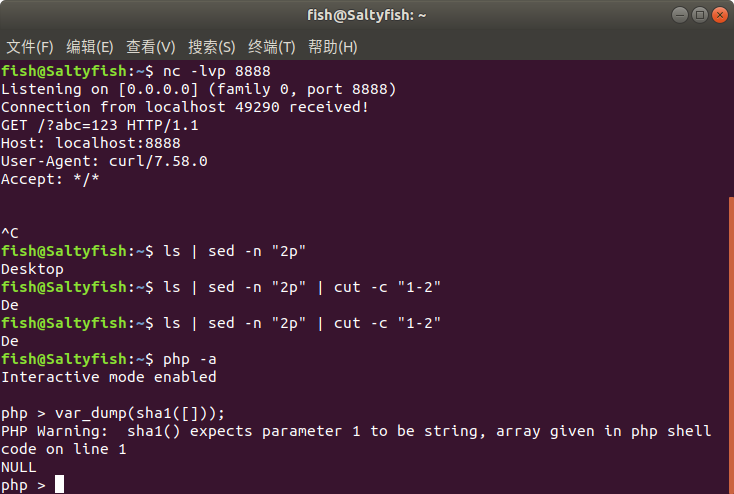 fish@Saltyfish: ~
文件(F) 编辑(E) 查看(V) 搜索(S) 终端(T) 帮助(H)
fish@Saltyfish:~$ nc -lvp 8888
Listening on [0.0.0.0] (family 0, port 8888)
Connection from localhost 49290 received!
GET /?abc=123 HTTP/1.1
Host: localhost:8888
User-Agent: curl/7.58.0
Accept: */*
^C
fish@Saltyfish:~$ ls | sed -n "2p"
Desktop
fish@Saltyfish:~$ ls | sed -n "2p" | cut -c "1-2"
De
fish@Saltyfish:~$ ls | sed -n "2p" | cut -c "1-2"
De
fish@Saltyfish:~$ php -a
Interactive mode enabled
php > var_dump(sha1([]));
PHP Warning:  sha1() expects parameter 1 to be string, array given in php shell
code on line 1
NULL
php >